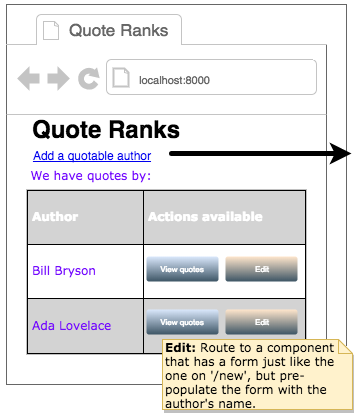 Quote Ranks
localhost:8000
Quote Ranks
Add a quotable author
We have quotes by:
Author Actions available
Bill Bryson View quotes Edit
Ada Lovelace View quotes Edit
Edit: Route to a component
that has a form just like the
one on '/new', but pre-
populate the form with the
author's name.